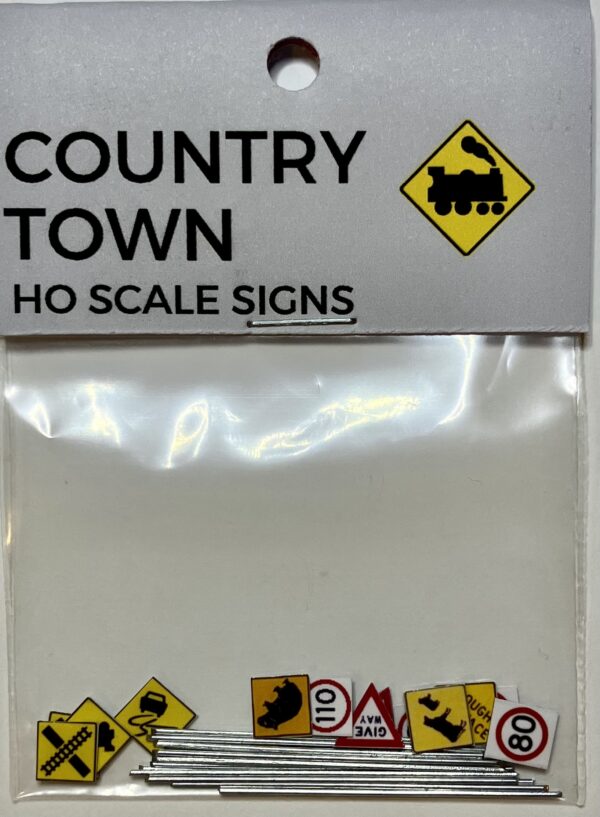 COUNTRY
TOWN
HO SCALE SIGNS
110
GIVE
WAY
80